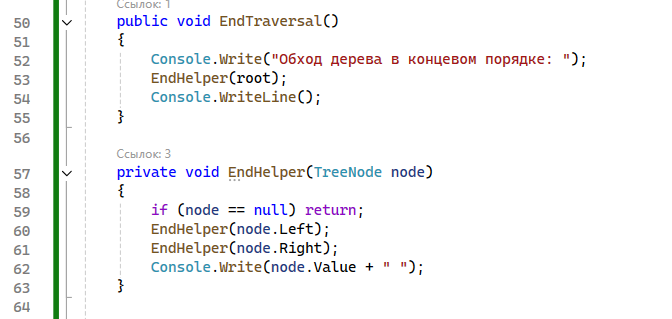 Ссылок: 1
50 public void EndTraversal()
51 {
52 Console.Write("Обход дерева в концевом порядке: ");
53 EndHelper(root);
54 Console.WriteLine();
55 }
56
Ссылок: 3
57 private void EndHelper(TreeNode node)
58 {
59 if (node == null) return;
60 EndHelper(node.Left);
61 EndHelper(node.Right);
62 Console.Write(node.Value + " ");
63 }
64